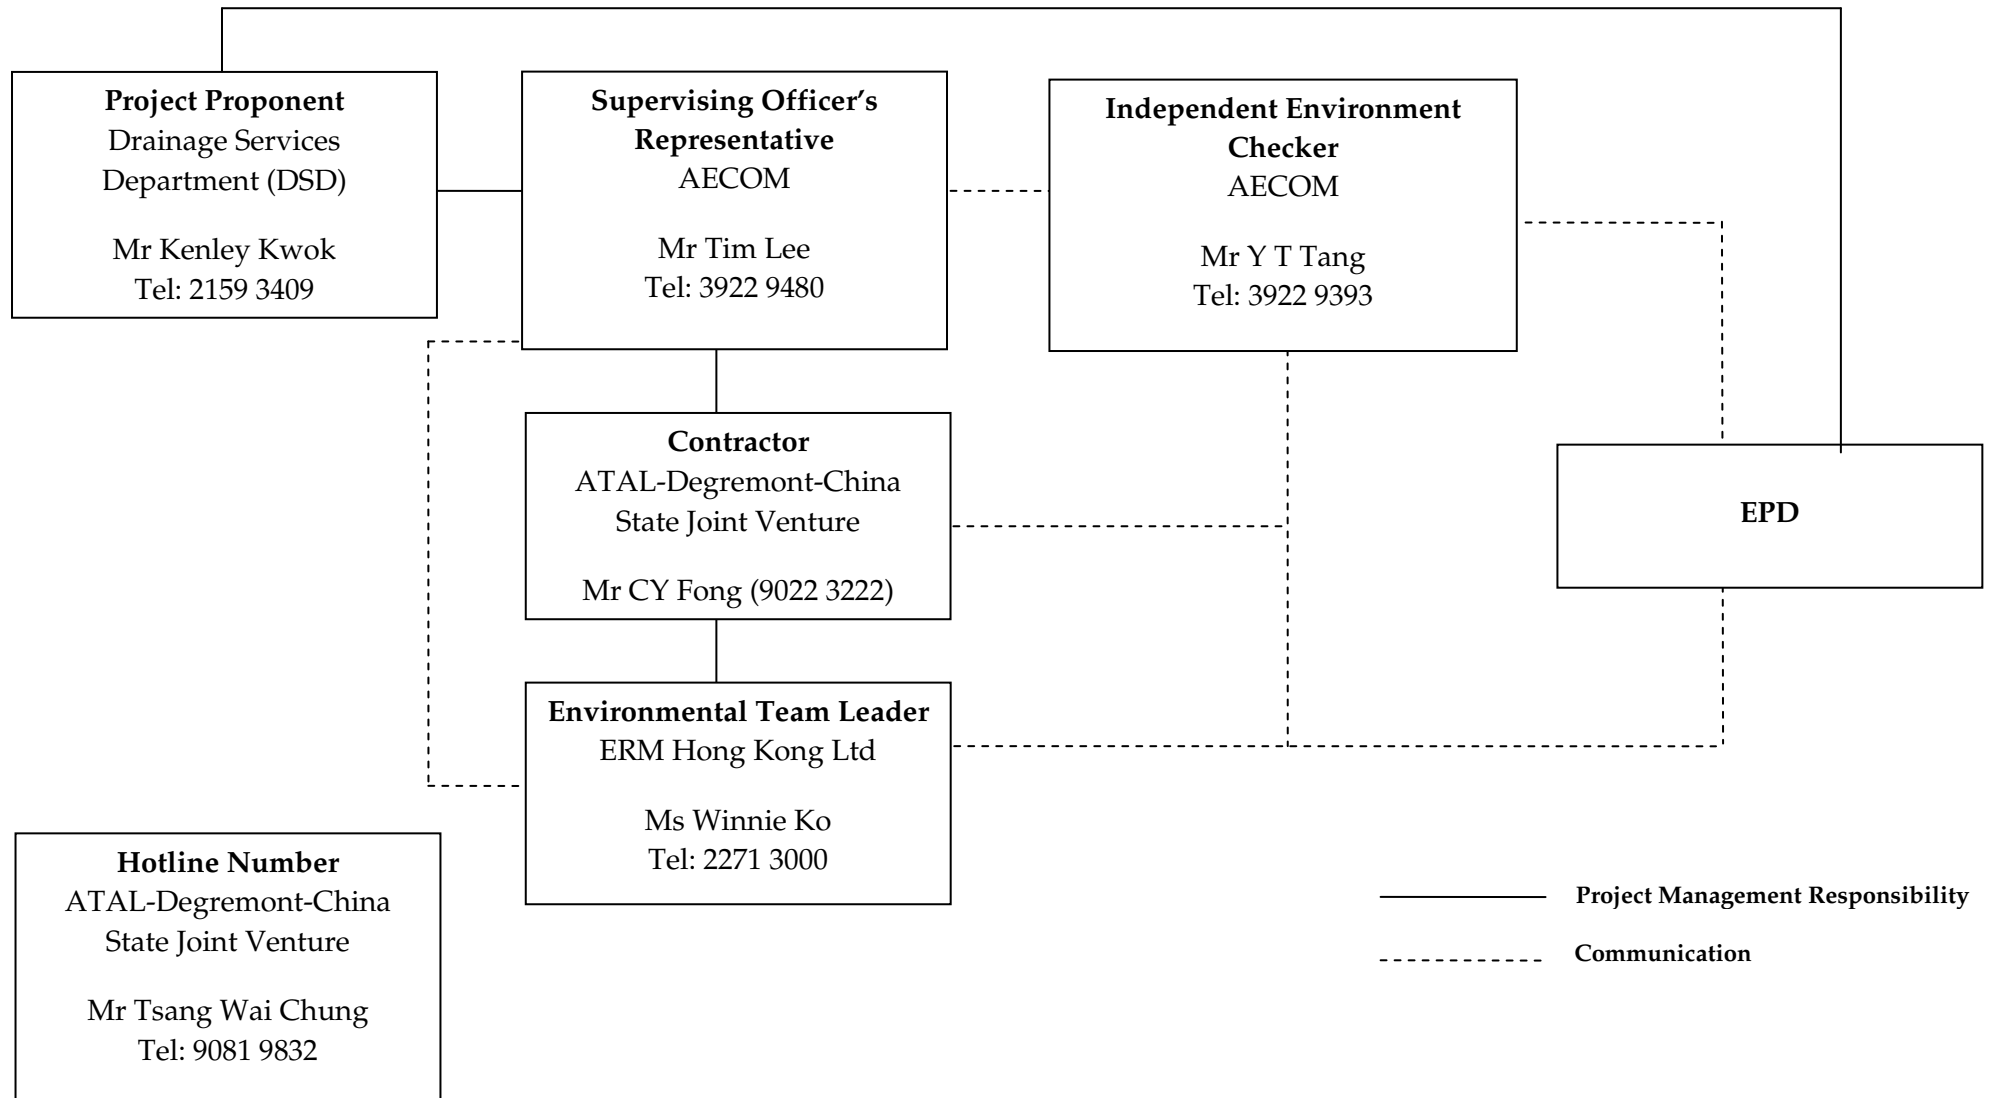 Project Proponent
Drainage Services
Department (DSD)
Mr Kenley Kwok
Tel: 2159 3409
Supervising Officer’s
Representative
AECOM
Mr Tim Lee
Tel: 3922 9480
Independent Environment
Checker
AECOM
Mr Y T Tang
Tel: 3922 9393
Contractor
ATAL-Degremont-China
State Joint Venture
Mr CY Fong (9022 3222)
EPD
Environmental Team Leader
ERM Hong Kong Ltd
Ms Winnie Ko
Tel: 2271 3000
Hotline Number
ATAL-Degremont-China
State Joint Venture
Mr Tsang Wai Chung
Tel: 9081 9832
Project Management Responsibility
Communication